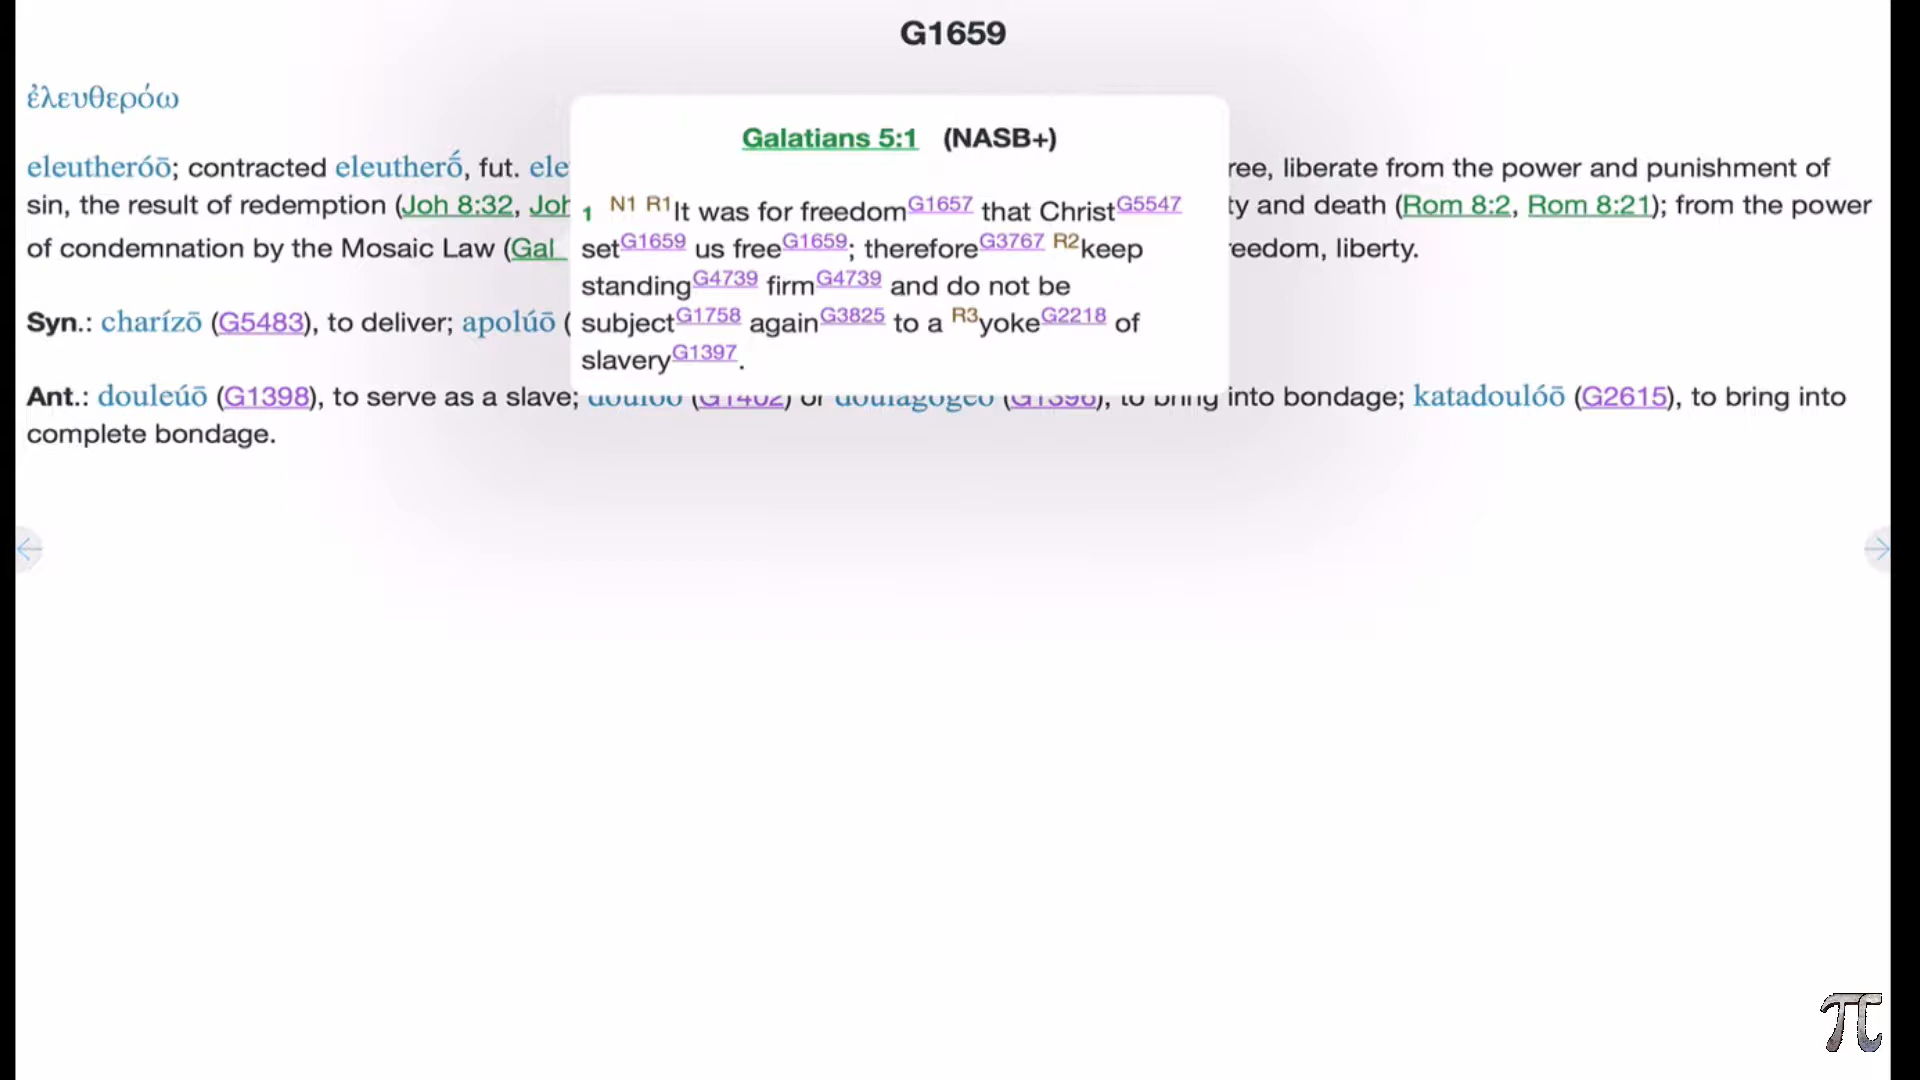 G1659
ἐλευθερόω
Galatians 5:1 (NASB+)
1 N1 R1It was for freedomG1657 that ChristG5547
setG1659 us freeG1659; thereforeG3767 R2keep
standingG4739 firmG4739 and do not be
subjectG1758 againG3825 to a R3yokeG2218 of
slaveryG1397.
eleutheróō; contracted eleutherṓ, fut. ree, liberate from the power and punishment of
sin, the result of redemption (Joh 8:32, ty and death (Rom 8:2, Rom 8:21); from the power
of condemnation by the Mosaic Law (Gal reedom, liberty.
Syn.: charízō (G5483), to deliver; apolúō (
Ant.: douleúō (G1398), to serve as a slave; to bring into bondage; katadoulóō (G2615), to bring into
complete bondage.
π